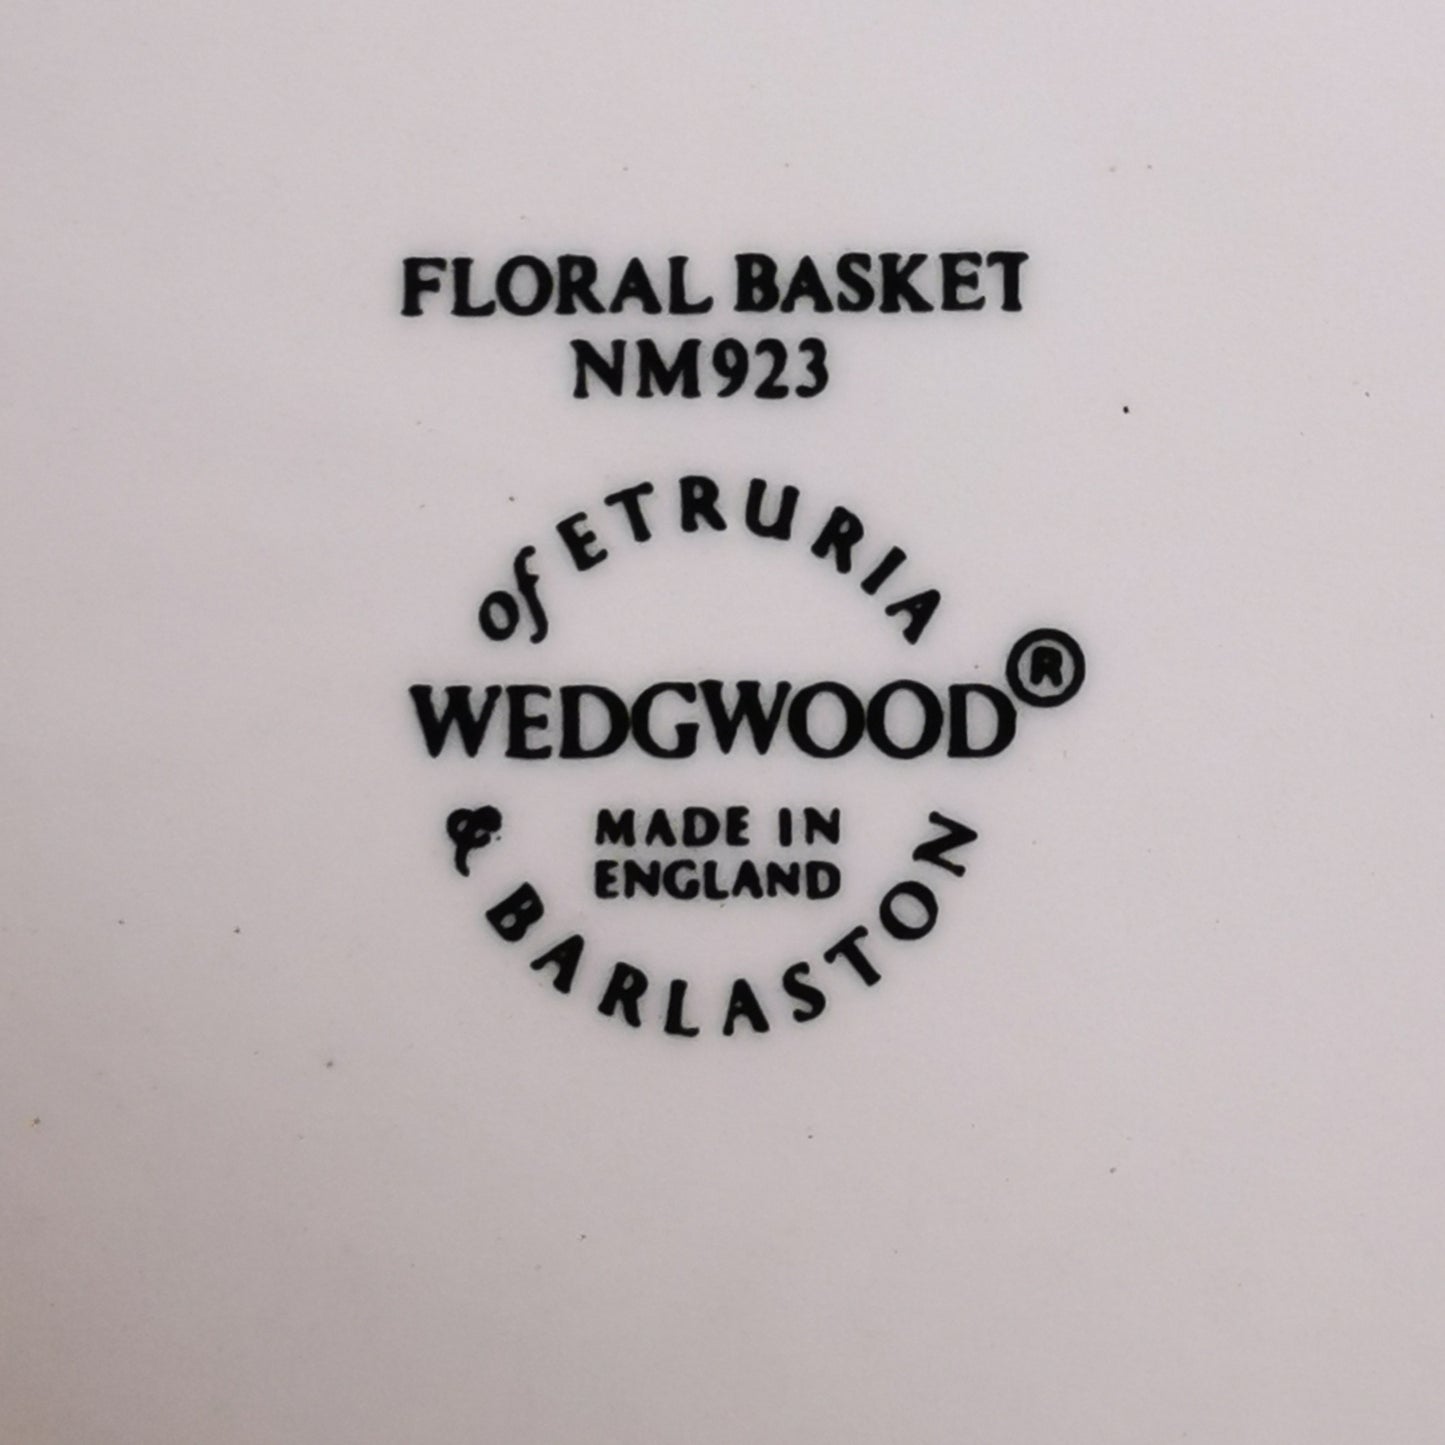 FLORAL BASKET
NM923
of ETRURIA
WEDGWOOD®
MADE IN
ENGLAND
& BARLASTON